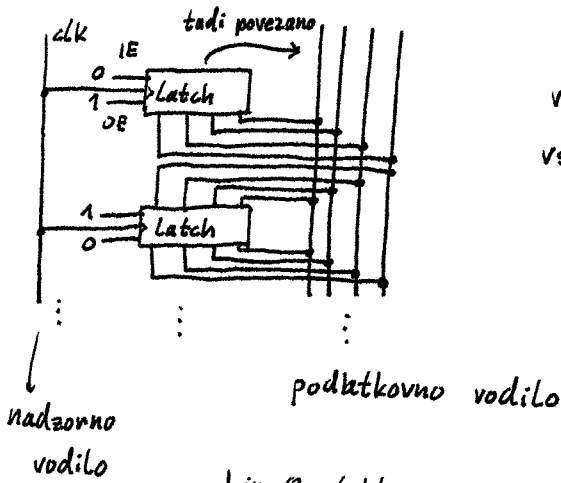 tudi povezano
clk
IE
0
Latch
1
OE
1
Latch
0
podatkovno vodilo
nadzorno
vodilo